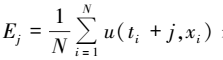 E_j = \frac{1}{N} \sum_{i=1}^{N} u(t_i + j, x_i) :